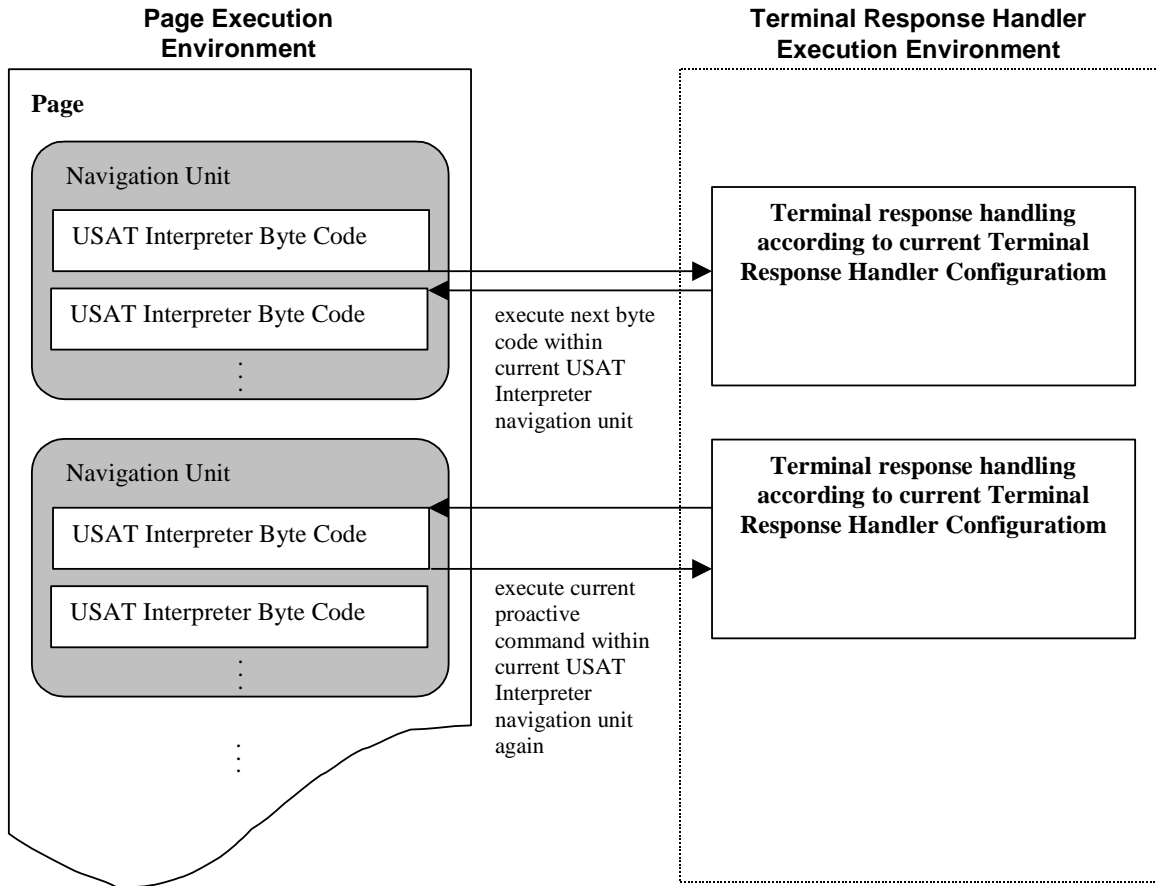 Page Execution
Environment
Terminal Response Handler
Execution Environment
Page
Navigation Unit
USAT Interpreter Byte Code
USAT Interpreter Byte Code
Terminal response handling
according to current Terminal
Response Handler Configuratiom
execute next byte
code within
current USAT
Interpreter
navigation unit
Navigation Unit
USAT Interpreter Byte Code
USAT Interpreter Byte Code
Terminal response handling
according to current Terminal
Response Handler Configuratiom
execute current
proactive
command within
current USAT
Interpreter
navigation unit
again